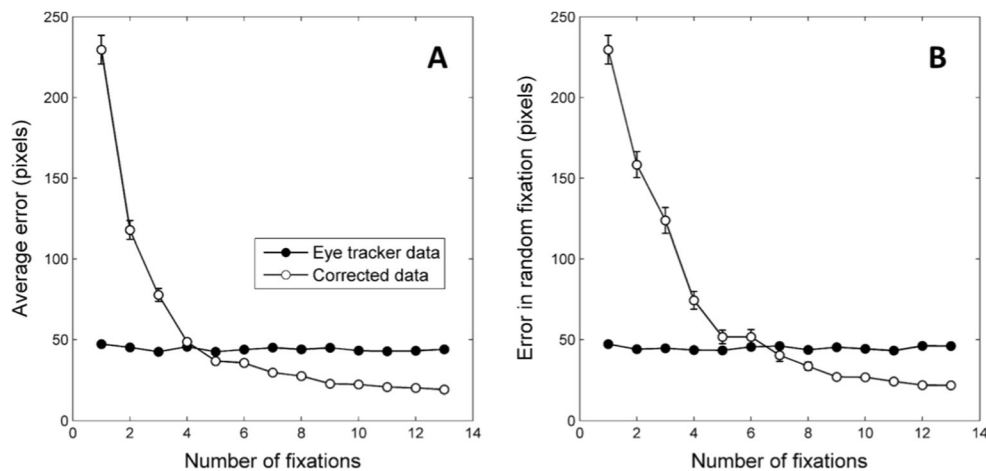 A
Average error (pixels)
250
200
150
100
50
0
Eye tracker data
Corrected data
0 2 4 6 8 10 12 14
Number of fixations
B
Error in random fixation (pixels)
250
200
150
100
50
0
0 2 4 6 8 10 12 14
Number of fixations